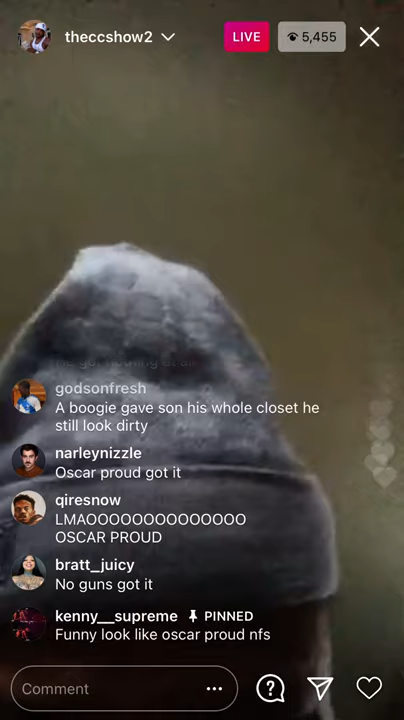 theccshow2
LIVE
5,455
godsonfresh
A boogie gave son his whole closet he
still look dirty
narleynizzle
Oscar proud got it
qiresnow
LMAOOOOOOOOOOOOOO
OSCAR PROUD
bratt_juicy
No guns got it
kenny__supreme PINNED
Funny look like oscar proud nfs
Comment